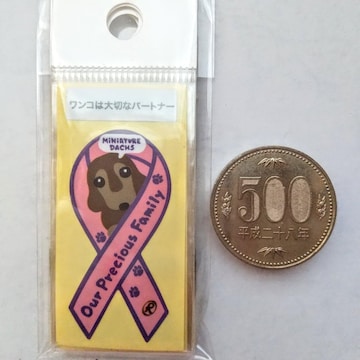 ワンコは大切なパートナー
MINIATURE
DACHS
Our Precious Family
R
500
平成二十八年